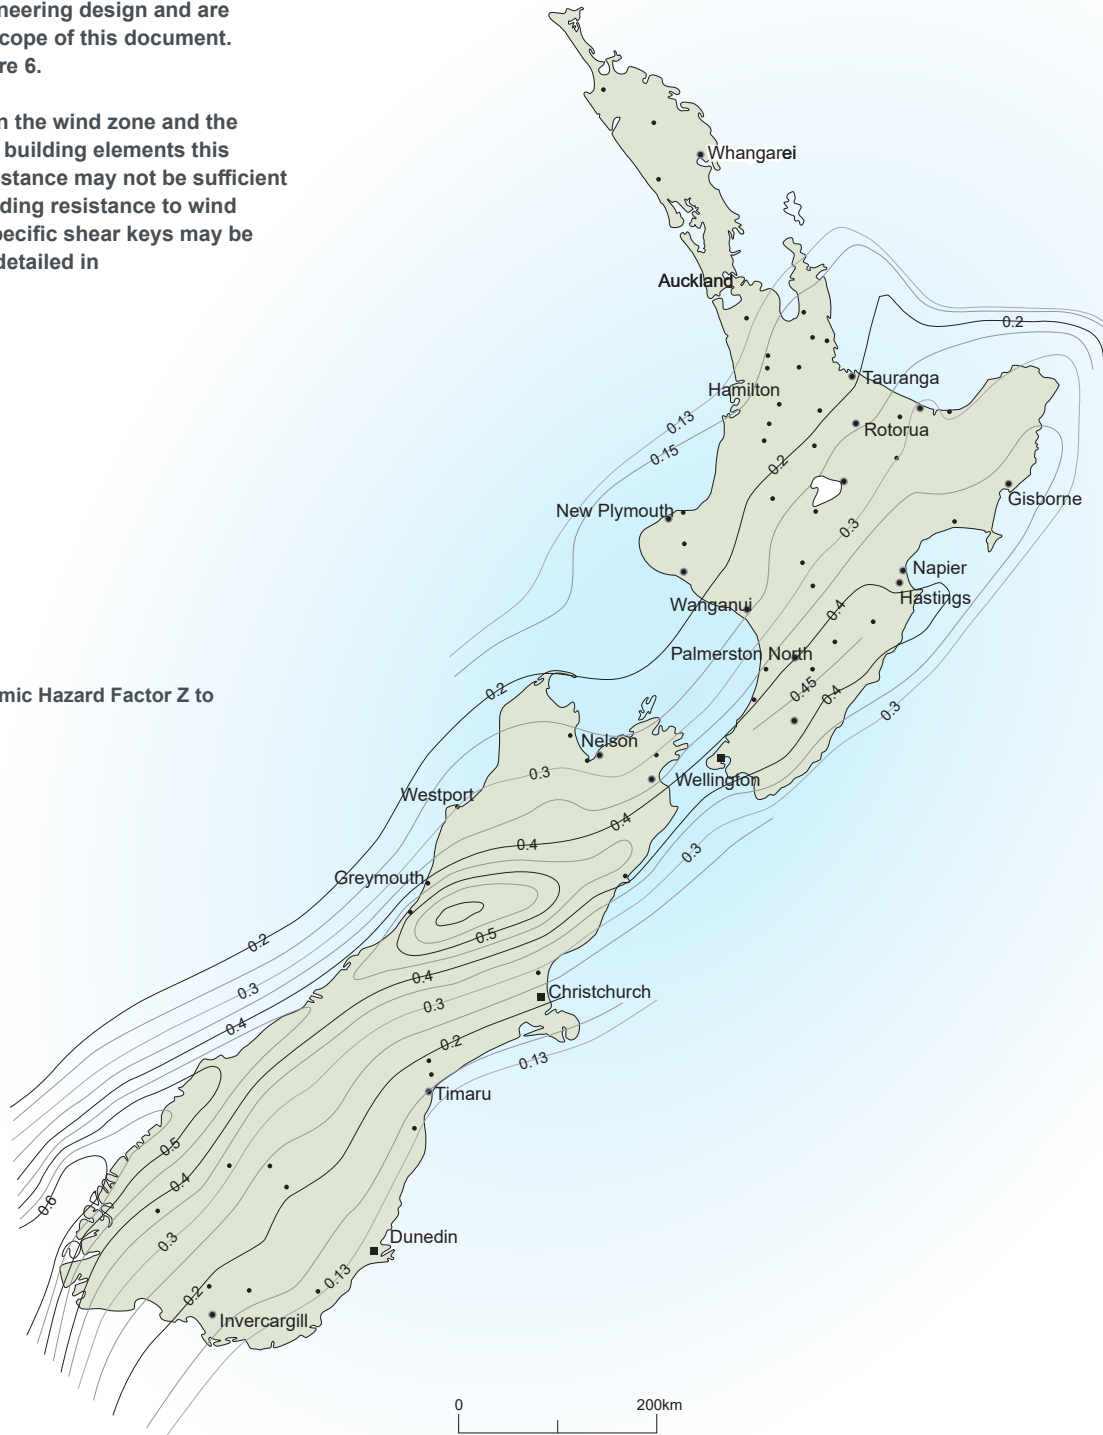 neering design and are
cope of this document.
re 6.
n the wind zone and the
building elements this
istance may not be sufficient
ding resistance to wind
pecific shear keys may be
detailed in
mic Hazard Factor Z to
Whangarei
Auckland
0.2
Tauranga
Hamilton
0.13
Rotorua
0.15
0.2
Gisborne
New Plymouth
0.3
Napier
Hastings
Wanganui
0.4
Palmerston North
0.45
0.4
0.2
0.3
Nelson
0.3
Wellington
Westport
0.4
0.4
0.3
Greymouth
0.5
0.2
0.4
0.3
Christchurch
0.3
0.4
0.2
0.13
Timaru
0.5
0.4
0.6
0.3
Dunedin
0.13
0.2
Invercargill
0
200km